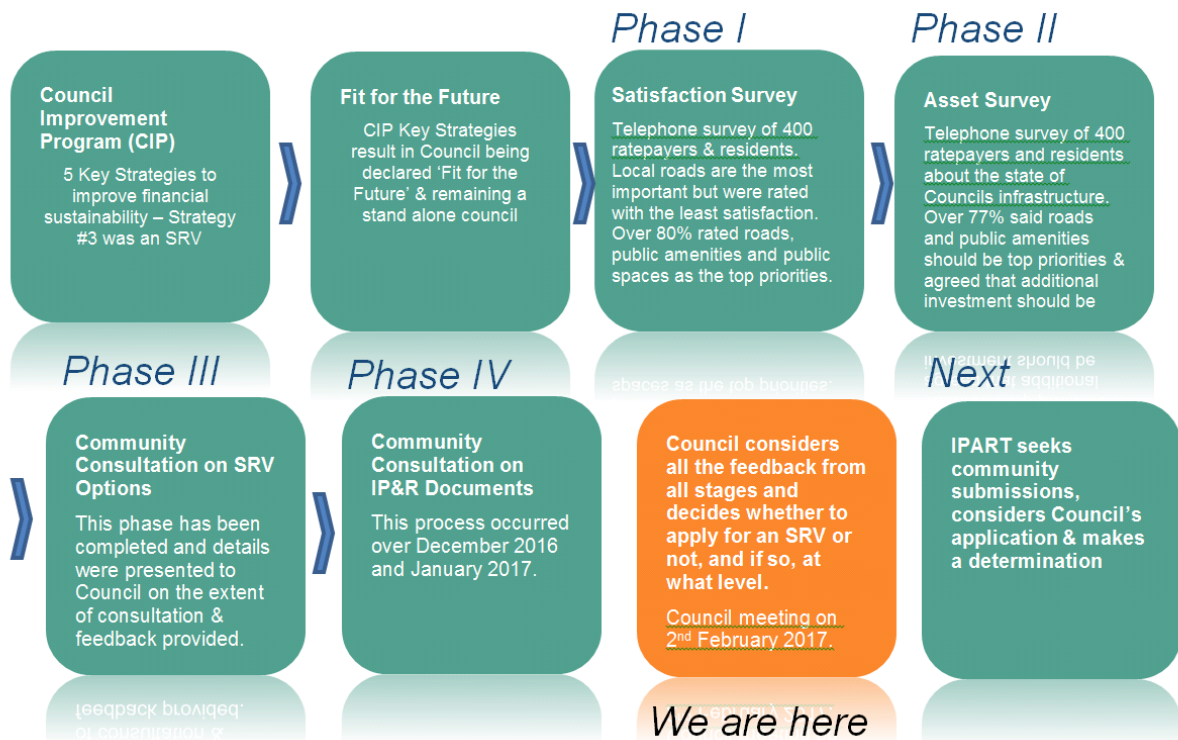 Phase I
Phase II
Council
Improvement
Program (CIP)
5 Key Strategies to
improve financial
sustainability – Strategy
#3 was an SRV
Fit for the Future
CIP Key Strategies
result in Council being
declared ‘Fit for the
Future’ & remaining a
stand alone council
Satisfaction Survey
Telephone survey of 400
ratepayers & residents.
Local roads are the most
important but were rated
with the least satisfaction.
Over 80% rated roads,
public amenities and public
spaces as the top priorities.
Asset Survey
Telephone survey of 400
ratepayers and residents
about the state of
Councils infrastructure.
Over 77% said roads
and public amenities
should be top priorities &
agreed that additional
investment should be
Phase III
Phase IV
Next
Community
Consultation on SRV
Options
This phase has been
completed and details
were presented to
Council on the extent
of consultation &
feedback provided.
Community
Consultation on
IP&R Documents
This process occurred
over December 2016
and January 2017.
Council considers
all the feedback from
all stages and
decides whether to
apply for an SRV or
not, and if so, at
what level.
Council meeting on
2nd February 2017.
IPART seeks
community
submissions,
considers Council’s
application & makes
a determination
We are here